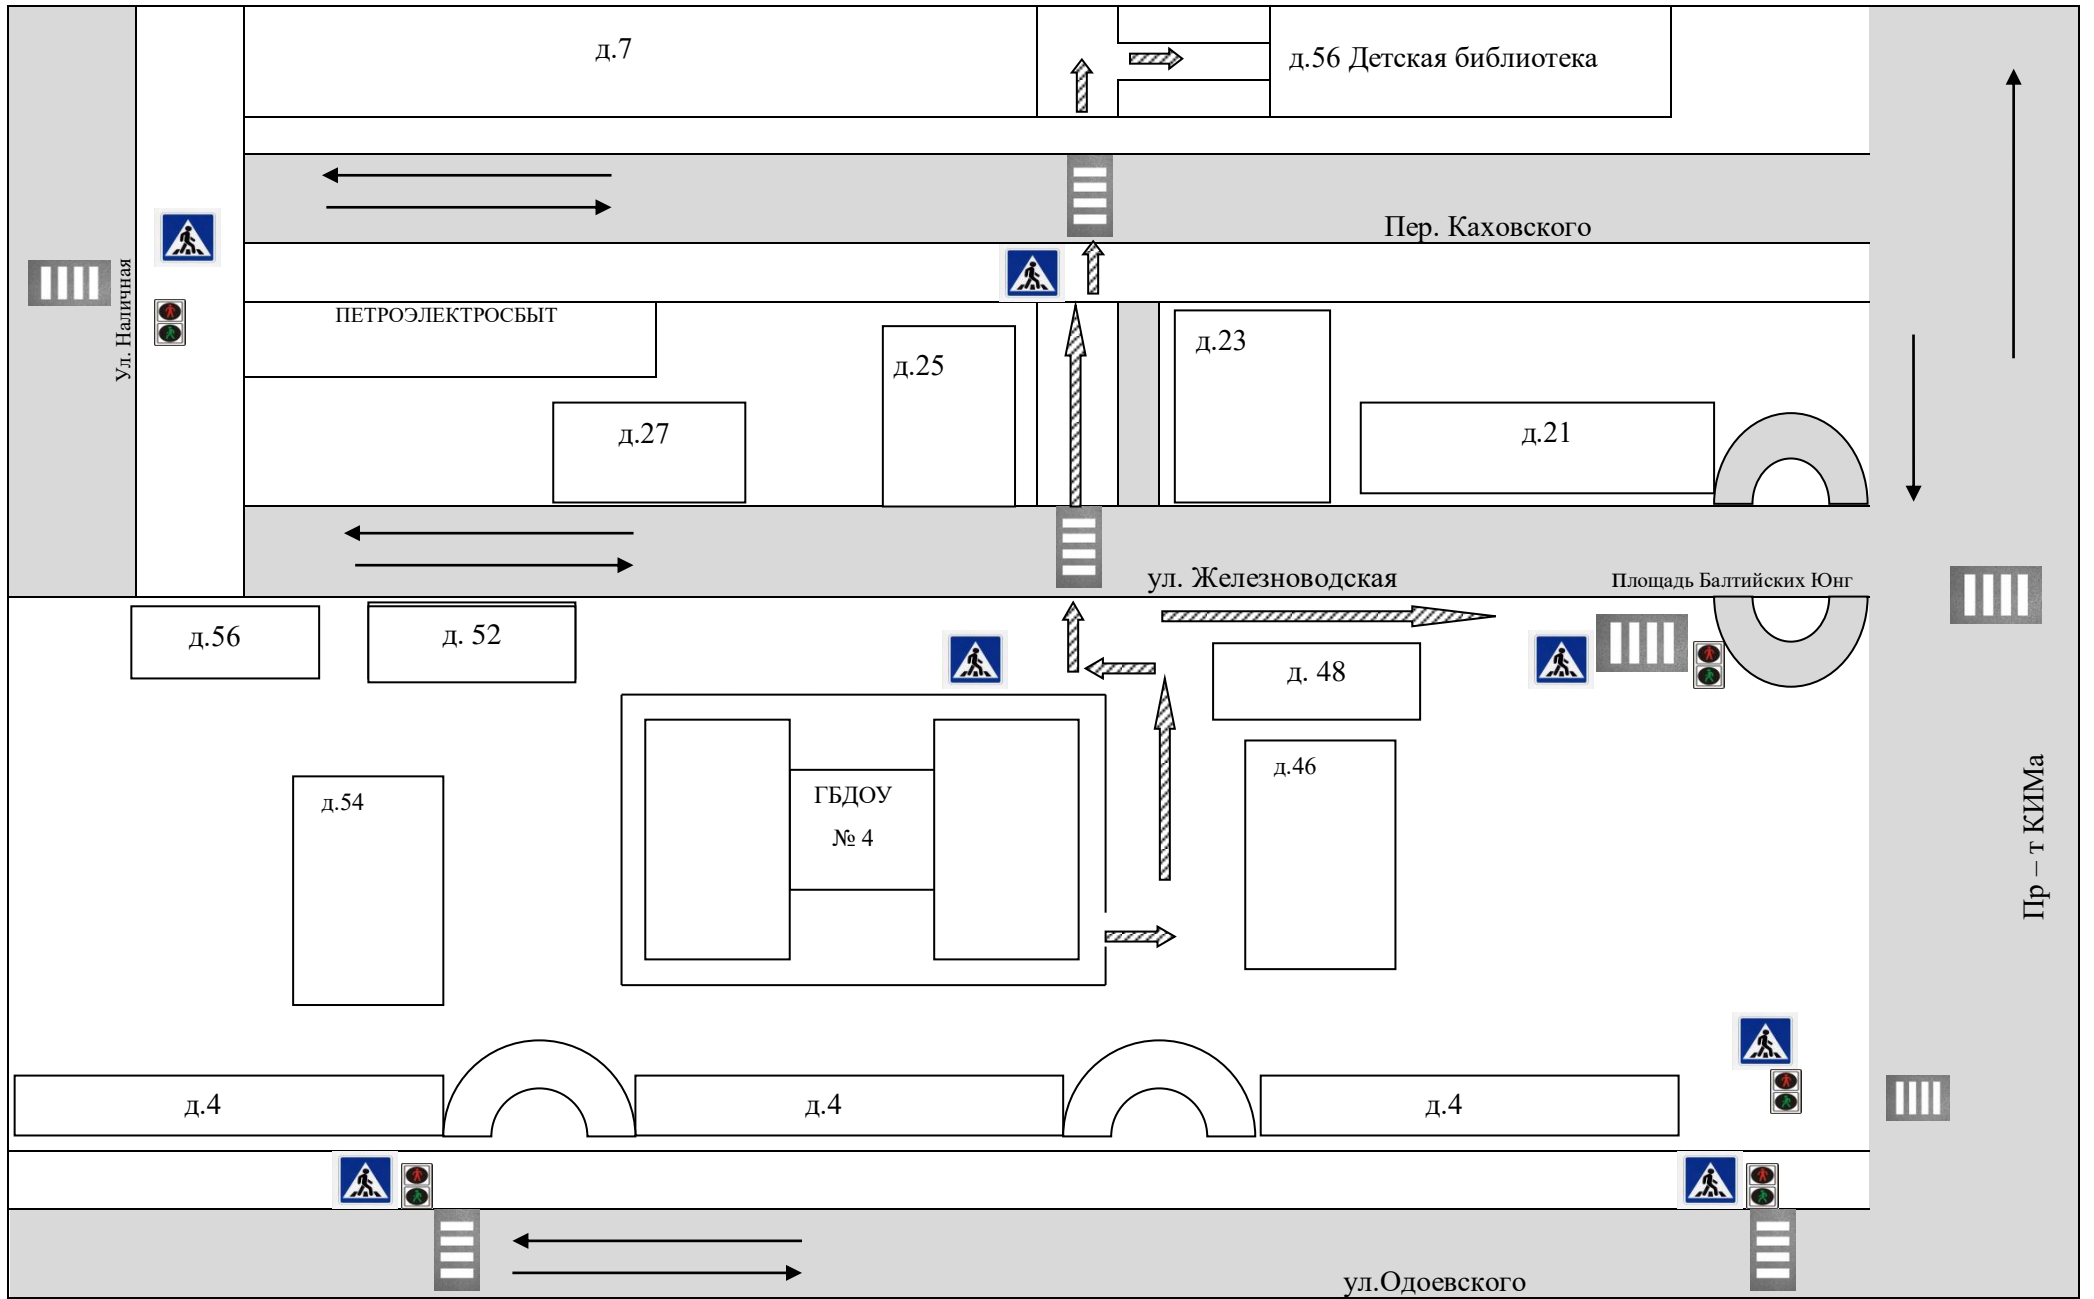 д.7
д.56 Детская библиотека
Пер. Каховского
Ул. Наличная
ПЕТРОЭЛЕКТРОСБЫТ
д.25
д.23
д.27
д.21
ул. Железноводская
Площадь Балтийских Юнг
д.56
д. 52
д. 48
д.46
д.54
ГБДОУ
№ 4
Пр – т КИМа
д.4
д.4
д.4
ул.Одоевского